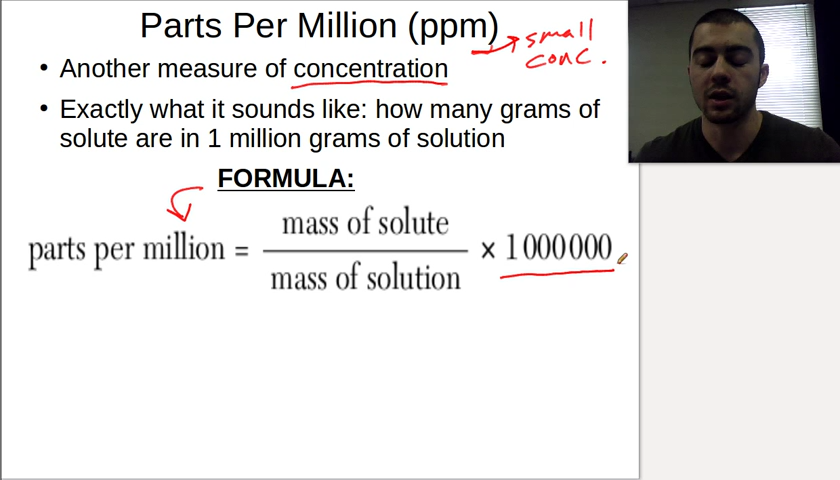 Parts Per Million (ppm)
small
conc.
• Another measure of concentration
• Exactly what it sounds like: how many grams of
solute are in 1 million grams of solution
FORMULA:
parts per million = mass of solute / mass of solution × 1000000